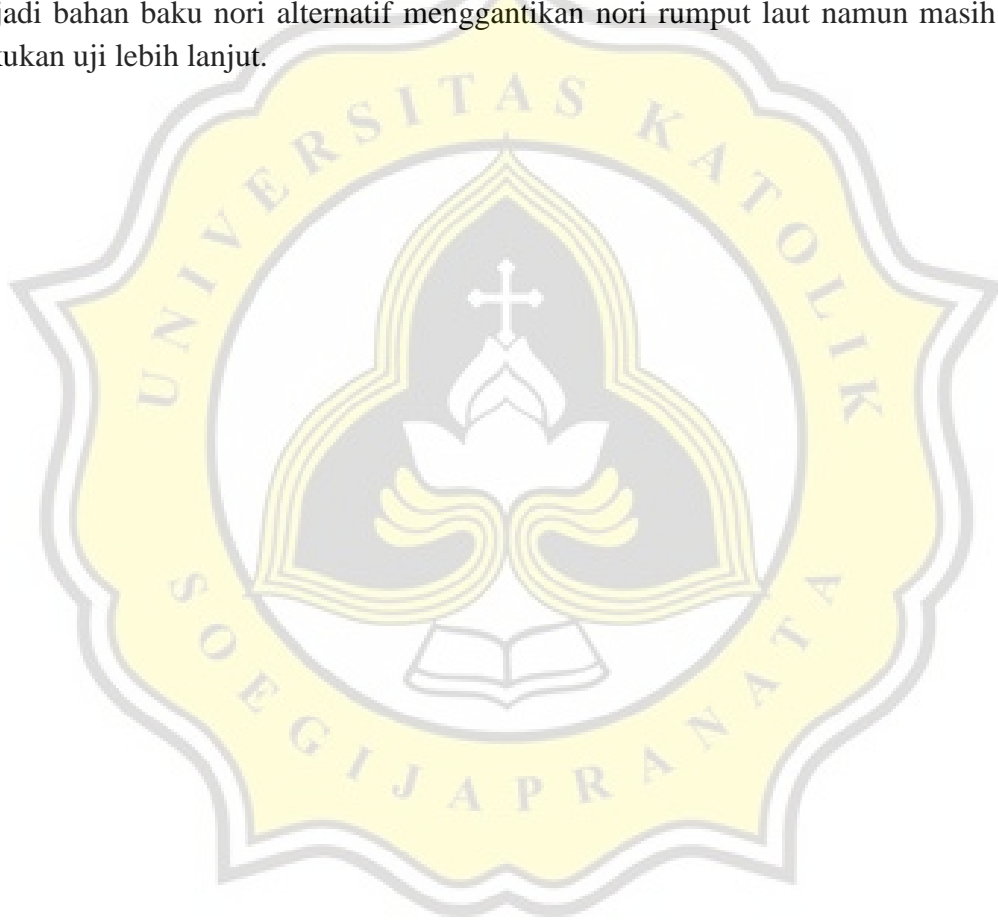 jadi bahan baku nori alternatif menggantikan nori rumput laut namun masih
kukan uji lebih lanjut.
UNIVERSITAS KATOLIK
SOEGIJAPRANATA